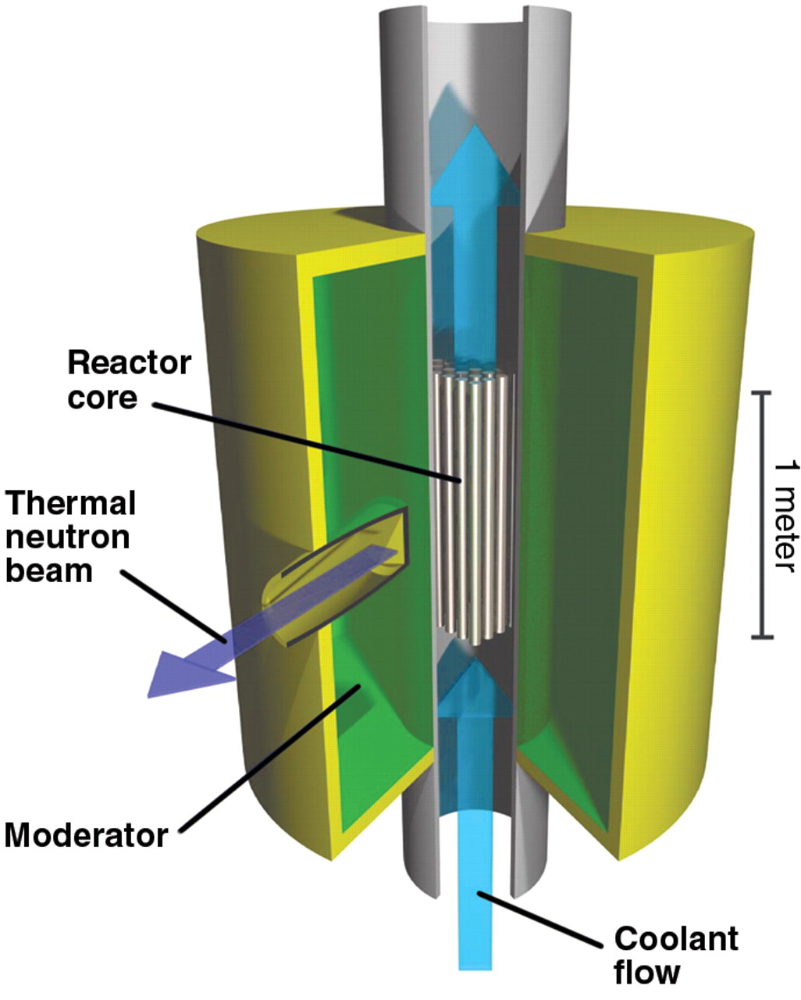 Reactor
core
Thermal
neutron
beam
1 meter
Moderator
Coolant
flow